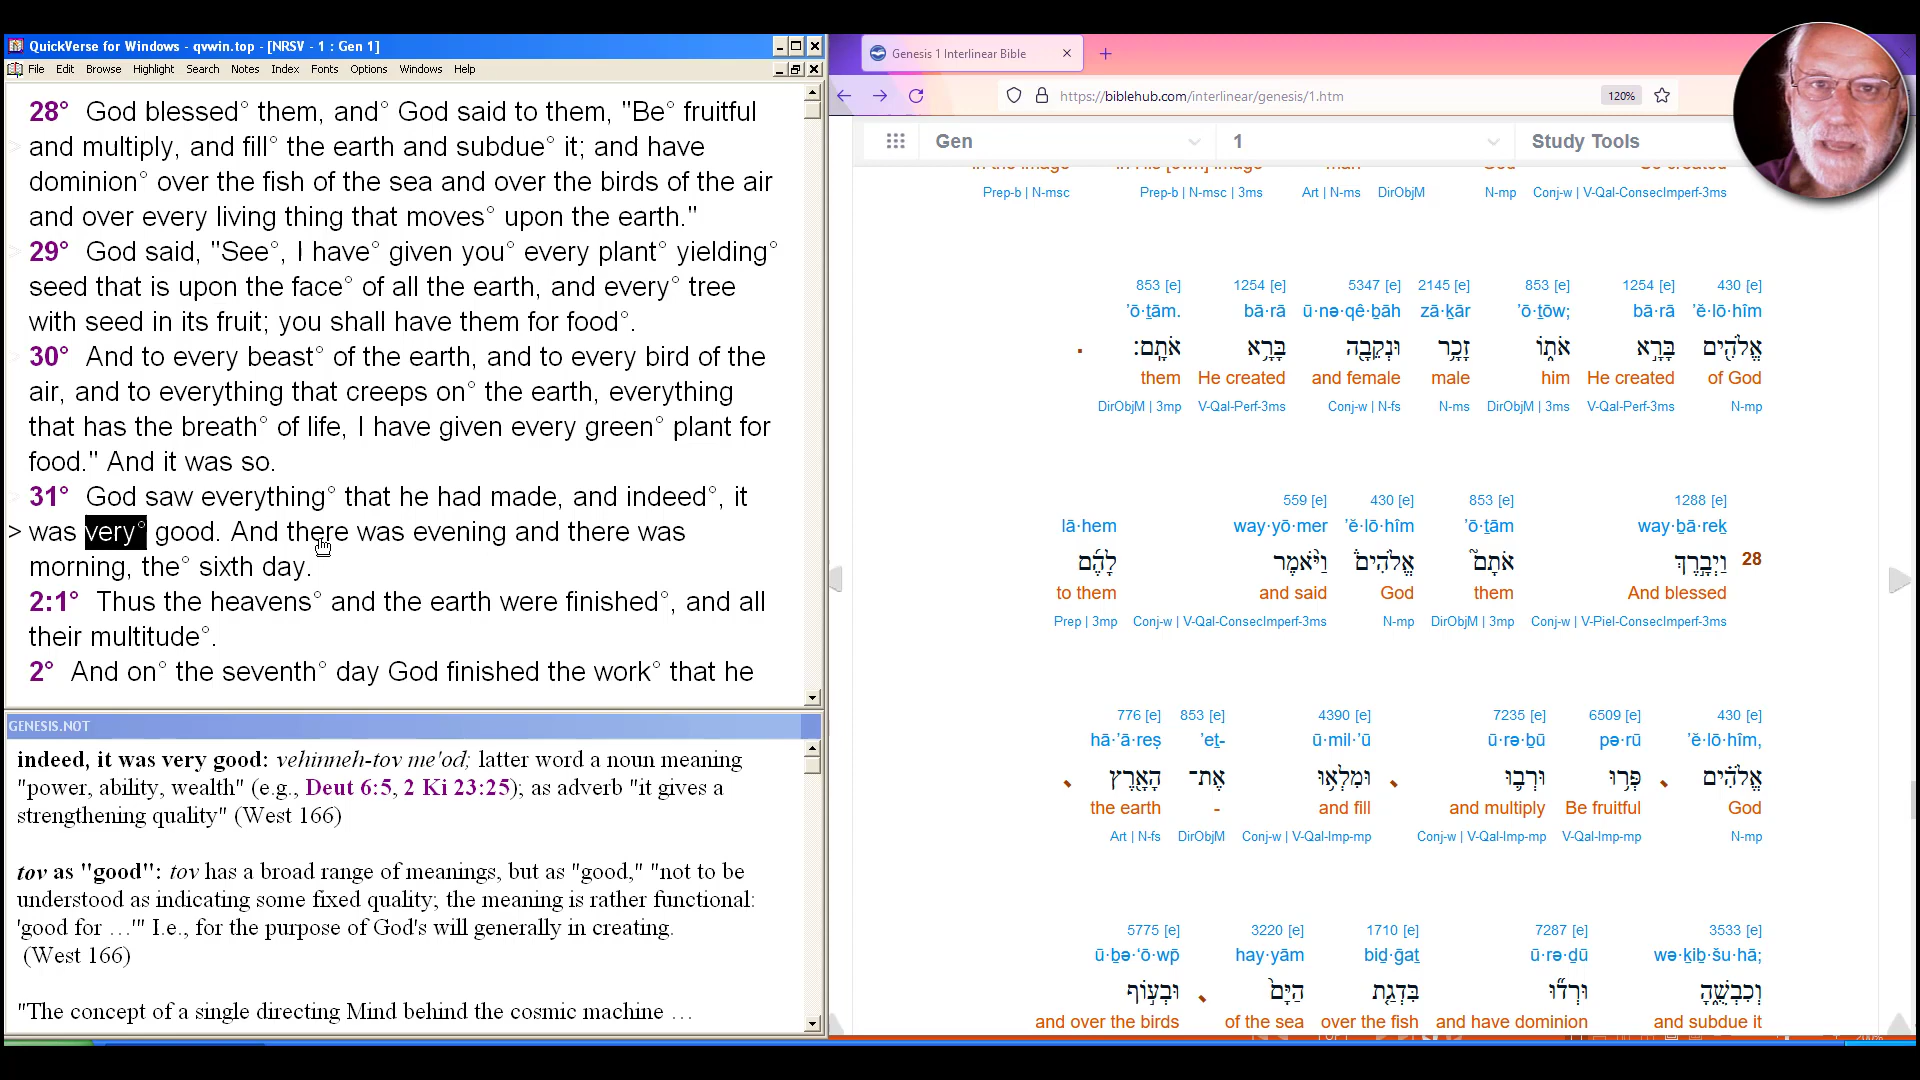 QuickVerse for Windows - qvwin.top - [NRSV - 1 : Gen 1]
File Edit Browse Highlight Search Notes Index Fonts Options Windows Help
28° God blessed° them, and° God said to them, "Be° fruitful
and multiply, and fill° the earth and subdue° it; and have
dominion° over the fish of the sea and over the birds of the air
and over every living thing that moves° upon the earth."
29° God said, "See°, I have° given you° every plant° yielding°
seed that is upon the face° of all the earth, and every° tree
with seed in its fruit; you shall have them for food°.
30° And to every beast° of the earth, and to every bird of the
air, and to everything that creeps on° the earth, everything
that has the breath° of life, I have given every green° plant for
food." And it was so.
31° God saw everything° that he had made, and indeed°, it
> was very° good. And there was evening and there was
morning, the° sixth day.
2:1° Thus the heavens° and the earth were finished°, and all
their multitude°.
2° And on° the seventh° day God finished the work° that he
GENESIS.NOT
indeed, it was very good: vehinneh-tov me'od; latter word a noun meaning
"power, ability, wealth" (e.g., Deut 6:5, 2 Ki 23:25); as adverb "it gives a
strengthening quality" (West 166)
tov as "good": tov has a broad range of meanings, but as "good," "not to be
understood as indicating some fixed quality; the meaning is rather functional:
'good for …'" I.e., for the purpose of God's will generally in creating.
(West 166)
"The concept of a single directing Mind behind the cosmic machine …
Genesis 1 Interlinear Bible
https://biblehub.com/interlinear/genesis/1.htm 120%
Gen 1 Study Tools
Prep-b | N-msc Prep-b | N-msc | 3ms Art | N-ms DirObjM N-mp Conj-w | V-Qal-ConsecImperf-3ms
853 [e] 1254 [e] 5347 [e] 2145 [e] 853 [e] 1254 [e] 430 [e]
’ō·ṯām. bā·rā ū·nə·qê·ḇāh zā·ḵār ’ō·ṯōw; bā·rā ’ĕ·lō·hîm
אֱלֹהִ֖ים בָּרָ֣א אֹת֑וֹ זָכָ֥ר וּנְקֵבָ֖ה בָּרָ֥א אֹתָֽם׃ .
them He created and female male him He created of God
DirObjM | 3mp V-Qal-Perf-3ms Conj-w | N-fs N-ms DirObjM | 3ms V-Qal-Perf-3ms N-mp
559 [e] 430 [e] 853 [e] 1288 [e]
lā·hem way·yō·mer ’ĕ·lō·hîm ’ō·ṯām way·ḇā·reḵ
28 וַיְבָ֣רֶךְ אֹתָם֮ אֱלֹהִים֒ וַיֹּ֨אמֶר לָהֶ֜ם
to them and said God them And blessed
Prep | 3mp Conj-w | V-Qal-ConsecImperf-3ms N-mp DirObjM | 3mp Conj-w | V-Piel-ConsecImperf-3ms
776 [e] 853 [e] 4390 [e] 7235 [e] 6509 [e] 430 [e]
hā·’ā·reṣ ’eṯ- ū·mil·’ū ū·rə·ḇū pə·rū ’ĕ·lō·hîm,
אֱלֹהִ֗ים פְּר֥וּ וּרְב֛וּ וּמִלְא֥וּ אֶת־ הָאָ֖רֶץ
the earth - and fill and multiply Be fruitful God
Art | N-fs DirObjM Conj-w | V-Qal-Imp-mp Conj-w | V-Qal-Imp-mp V-Qal-Imp-mp N-mp
5775 [e] 3220 [e] 1710 [e] 7287 [e] 3533 [e]
ū·ḇə·‘ō·wp̄ hay·yām biḏ·ḡaṯ ū·rə·ḏū wə·ḵiḇ·šu·hā;
וְכִבְשֻׁ֑הָ וּרְד֞וּ בִּדְגַ֤ת הַיָּם֙ וּבְע֣וֹף
and over the birds of the sea over the fish and have dominion and subdue it